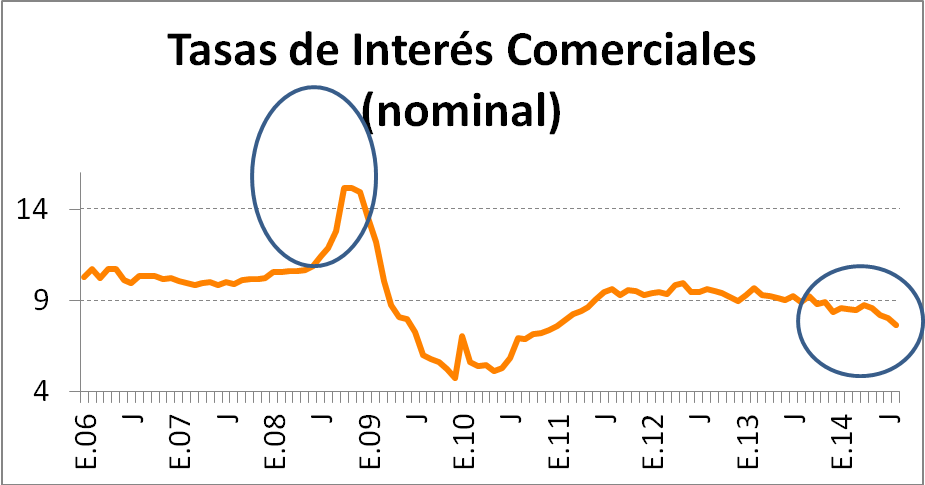 Tasas de Interés Comerciales
(nominal)
14
9
4
E.06
J
E.07
J
E.08
J
E.09
J
E.10
J
E.11
J
E.12
J
E.13
J
E.14
J